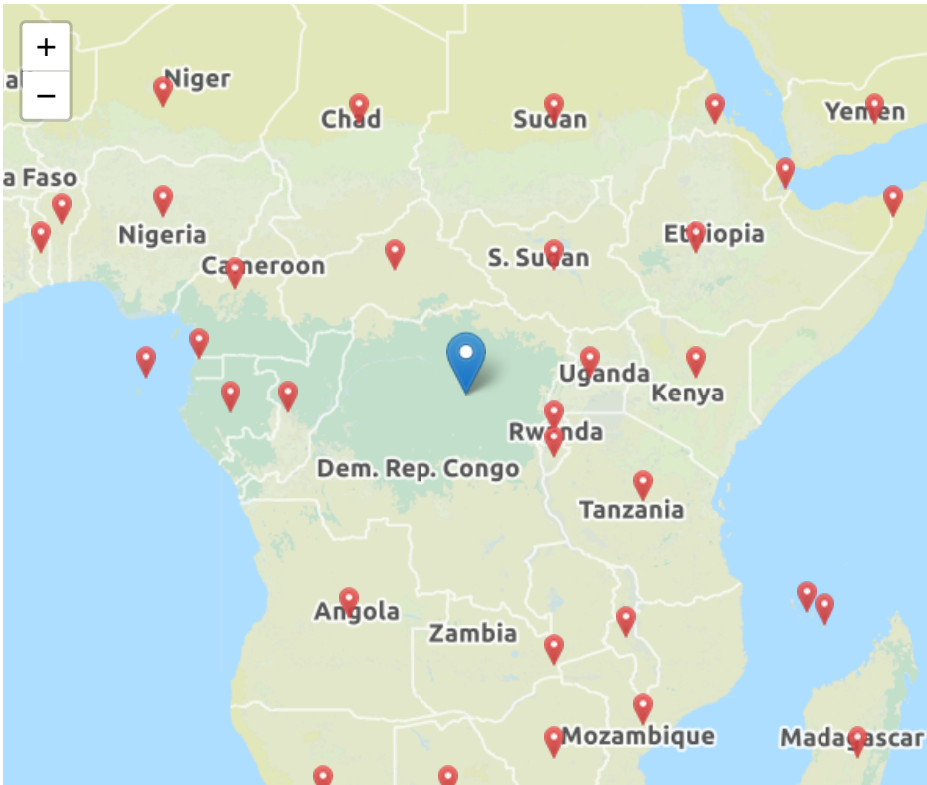 +
−
al
Niger
Chad
Sudan
Yemen
a Faso
Nigeria
Cameroon
S. Sudan
Ethiopia
Uganda
Kenya
Rwanda
Dem. Rep. Congo
Tanzania
Angola
Zambia
Mozambique
Madagascar